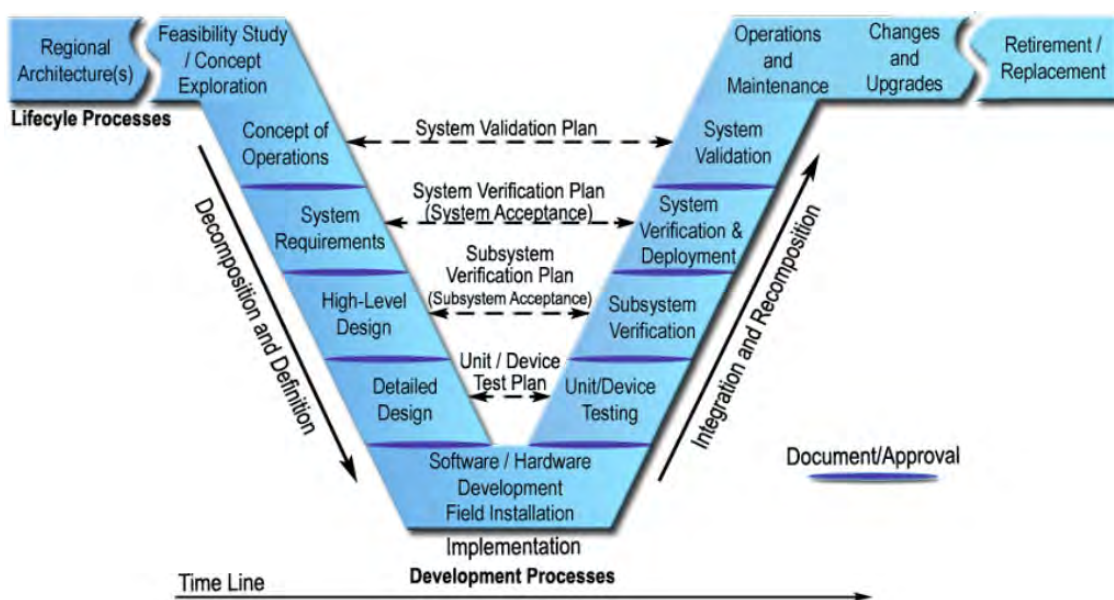 Regional
Architecture(s)
Feasibility Study
/ Concept
Exploration
Operations
and
Maintenance
Changes
and
Upgrades
Retirement /
Replacement
Lifecyle Processes
Concept of
Operations
System Validation Plan
System
Validation
System
Requirements
System Verification Plan
(System Acceptance)
System
Verification &
Deployment
High-Level
Design
Subsystem
Verification Plan
(Subsystem Acceptance)
Subsystem
Verification
Detailed
Design
Unit / Device
Test Plan
Unit/Device
Testing
Decomposition and Definition
Integration and Recomposition
Software / Hardware
Development
Field Installation
Document/Approval
Implementation
Development Processes
Time Line